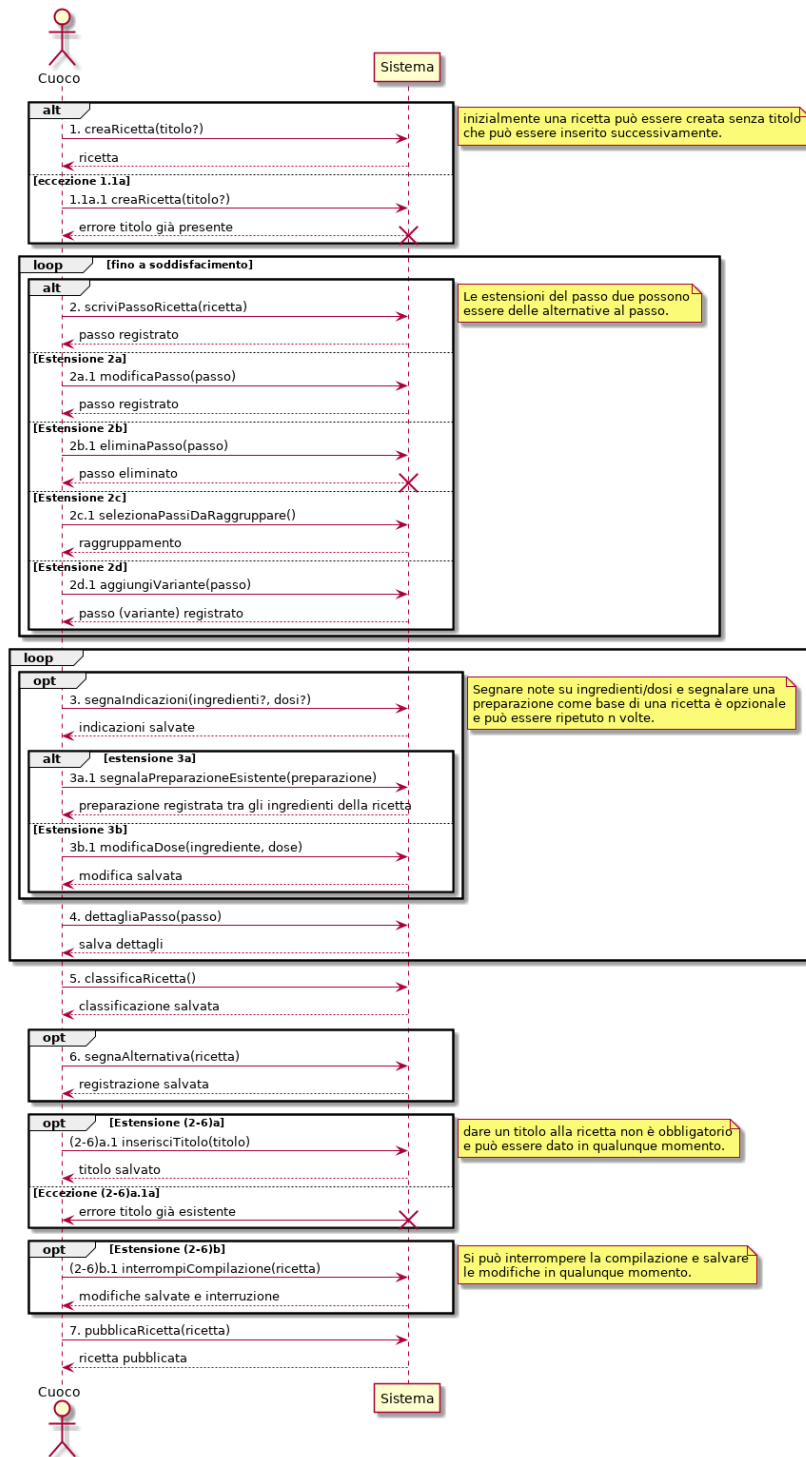 Cuoco
Sistema
alt
inizialmente una ricetta può essere creata senza titolo
che può essere inserito successivamente.
1. creaRicetta(titolo?)
ricetta
[eccezione 1.1a]
1.1a.1 creaRicetta(titolo?)
errore titolo già presente
loop [fino a soddisfacimento]
alt
Le estensioni del passo due possono
essere delle alternative al passo.
2. scriviPassoRicetta(ricetta)
passo registrato
[Estensione 2a]
2a.1 modificaPasso(passo)
passo registrato
[Estensione 2b]
2b.1 eliminaPasso(passo)
passo eliminato
[Estensione 2c]
2c.1 selezionaPassiDaRaggruppare()
raggruppamento
[Estensione 2d]
2d.1 aggiungiVariante(passo)
passo (variante) registrato
loop
opt
Segnare note su ingredienti/dosi e segnalare una
preparazione come base di una ricetta è opzionale
e può essere ripetuto n volte.
3. segnaIndicazioni(ingredienti?, dosi?)
indicazioni salvate
alt [estensione 3a]
3a.1 segnalaPreparazioneEsistente(preparazione)
preparazione registrata tra gli ingredienti della ricetta
[Estensione 3b]
3b.1 modificaDose(ingrediente, dose)
modifica salvata
4. dettagliaPasso(passo)
salva dettagli
5. classificaRicetta()
classificazione salvata
opt
6. segnaAlternativa(ricetta)
registrazione salvata
opt [Estensione (2-6)a]
dare un titolo alla ricetta non è obbligatorio
e può essere dato in qualunque momento.
(2-6)a.1 inserisciTitolo(titolo)
titolo salvato
[Eccezione (2-6)a.1a]
errore titolo già esistente
opt [Estensione (2-6)b]
Si può interrompere la compilazione e salvare
le modifiche in qualunque momento.
(2-6)b.1 interrompiCompilazione(ricetta)
modifiche salvate e interruzione
7. pubblicaRicetta(ricetta)
ricetta pubblicata
Cuoco
Sistema